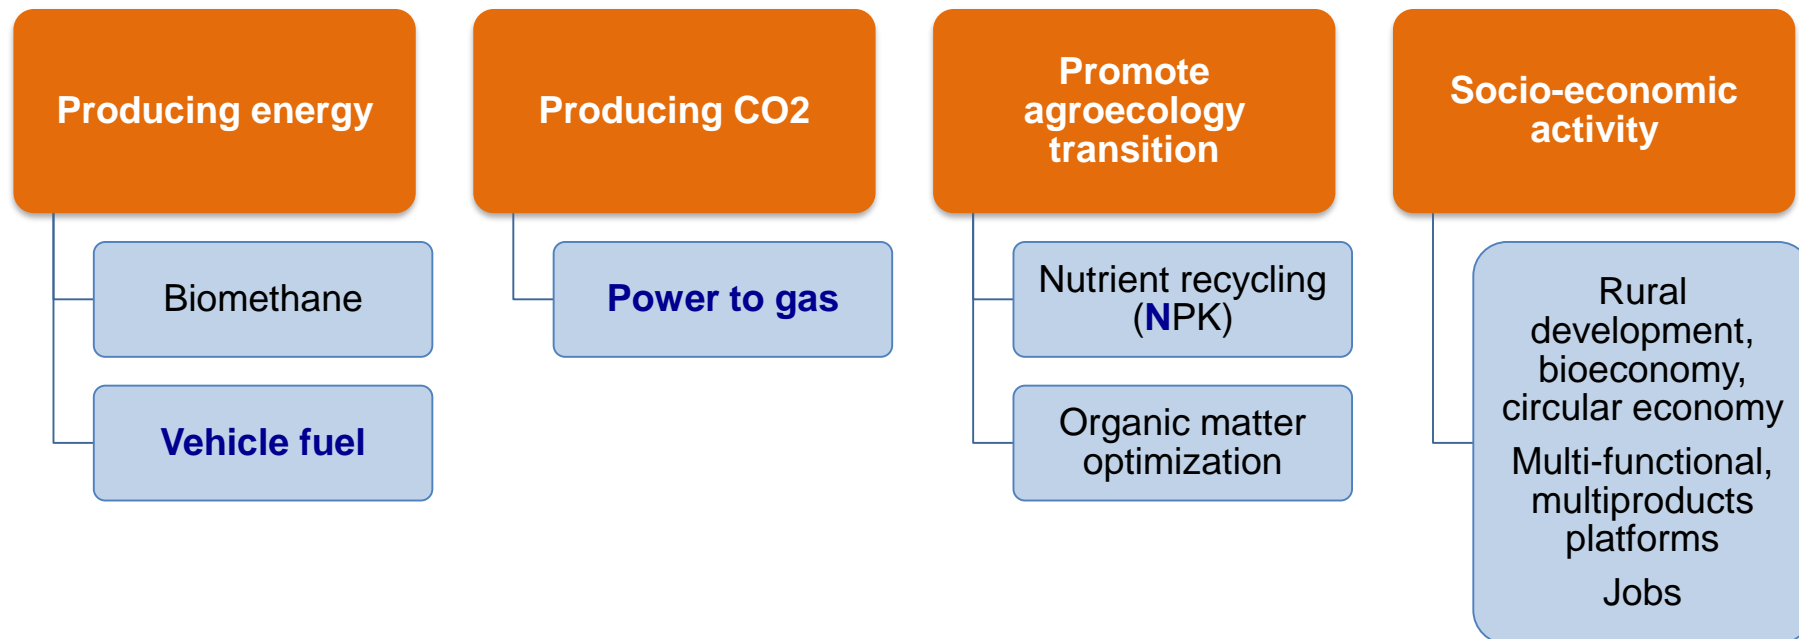 Producing energy
Biomethane
Vehicle fuel
Producing CO2
Power to gas
Promote
agroecology
transition
Nutrient recycling
(NPK)
Organic matter
optimization
Socio-economic
activity
Rural
development,
bioeconomy,
circular economy
Multi-functional,
multiproducts
platforms
Jobs